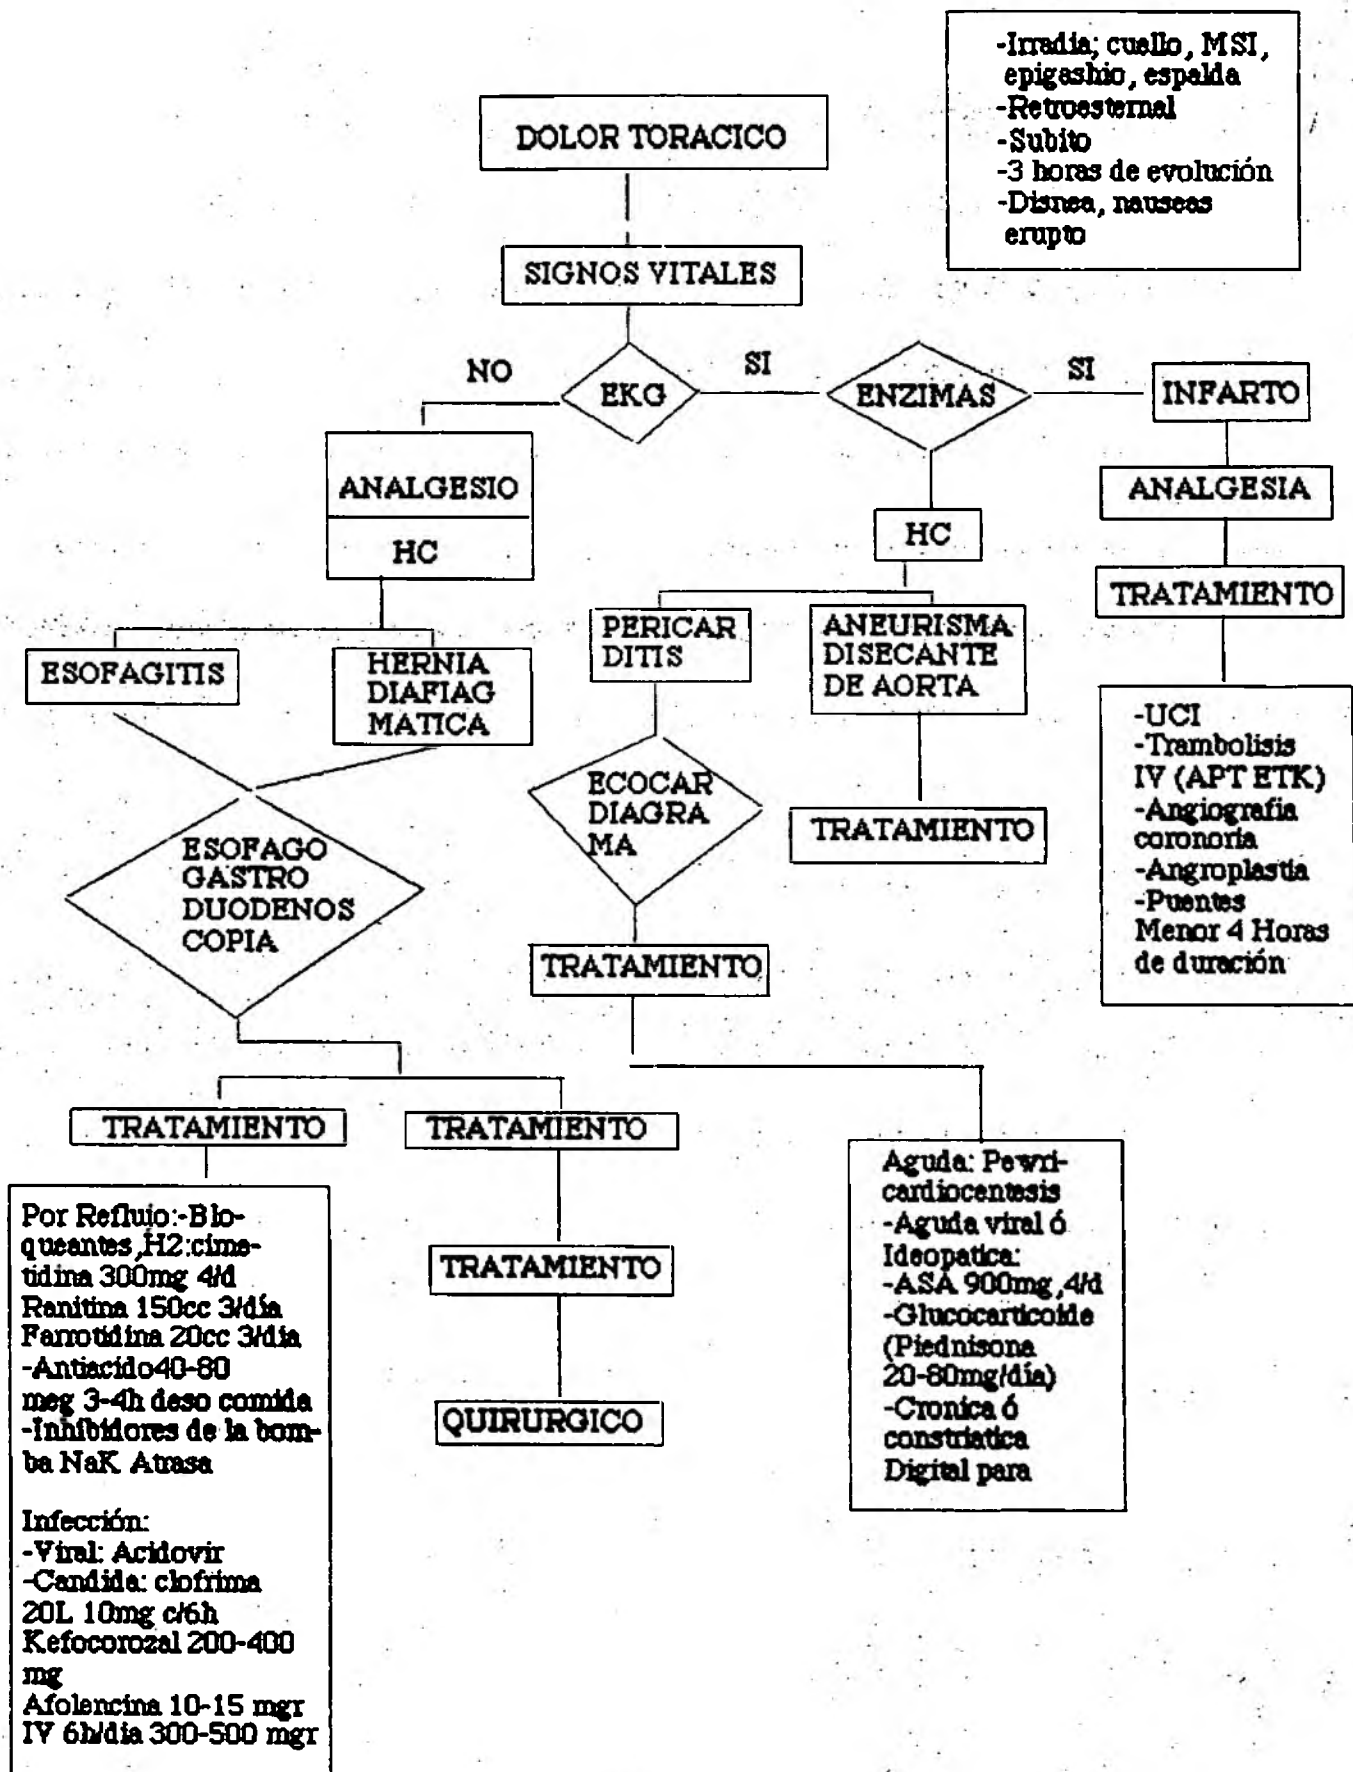 -Irradia; cuello, MSI,
epigashio, espalda
-Retroesternal
-Subito
-3 horas de evolución
-Disnea, nauseas
erupto
DOLOR TORACICO
SIGNOS VITALES
NO
EKG
SI
ENZIMAS
SI
INFARTO
ANALGESIO
HC
HC
ANALGESIA
TRATAMIENTO
ESOFAGITIS
HERNIA
DIAFIAG
MATICA
PERICAR
DITIS
ANEURISMA
DISECANTE
DE AORTA
-UCI
-Trambolisis
IV (APT ETK)
-Angiografia
coronoria
-Angroplastia
-Puentes
Menor 4 Horas
de duración
ECOCAR
DIAGRA
MA
TRATAMIENTO
ESOFAGO
GASTRO
DUODENOS
COPIA
TRATAMIENTO
TRATAMIENTO
TRATAMIENTO
Por Refluio:-Blo-
queantes,H2:cime-
tidina 300mg 4/d
Ranitina 150cc 3/día
Farrotidina 20cc 3/dia
-Antiacido40-80
meg 3-4h deso comida
-Inhibidores de la bom-
ba NaK Atrasa
Infección:
-Viral: Acidovir
-Candida: clofrima
20L 10mg c/6h
Kefocorozal 200-400
mg
Afolencina 10-15 mgr
IV 6h/dia 300-500 mgr
TRATAMIENTO
QUIRURGICO
Aguda: Pewri-
cardiocentesis
-Aguda viral ó
Ideopatica:
-ASA 900mg,4/d
-Glucocarticoide
(Piednisona
20-80mg/día)
-Cronica ó
constriatica
Digital para